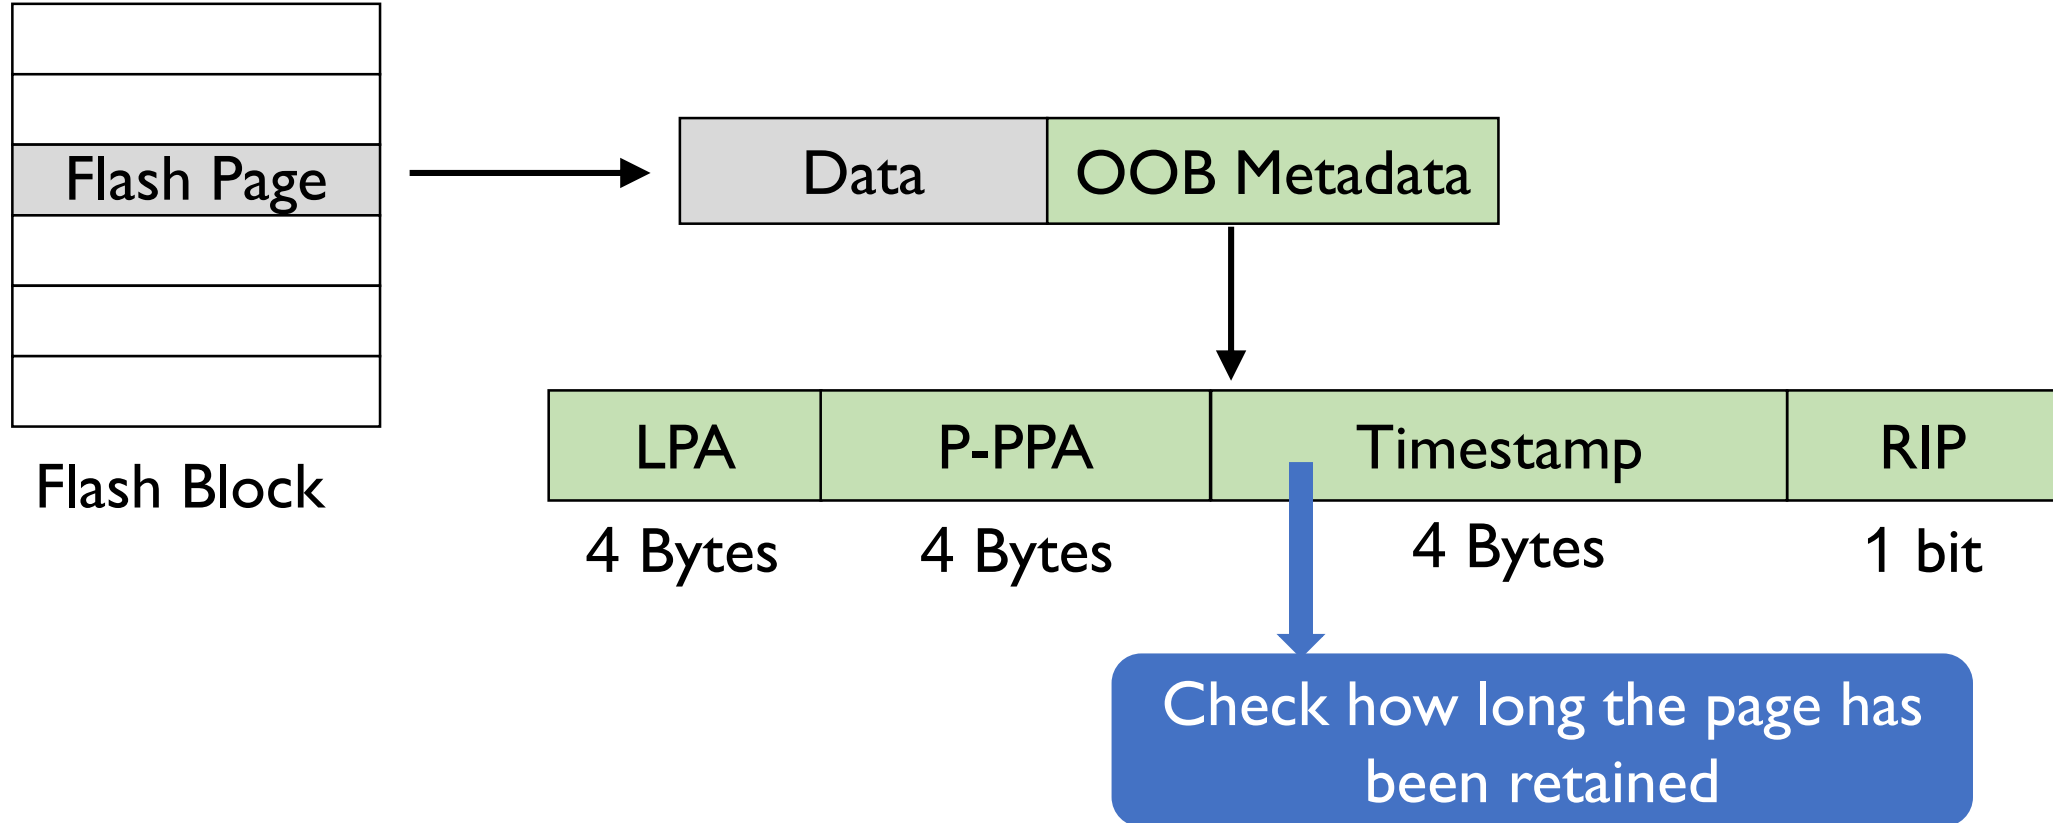 Flash Page
Data
OOB Metadata
LPA
P-PPA
Timestamp
RIP
Flash Block
4 Bytes
4 Bytes
4 Bytes
1 bit
Check how long the page has
been retained